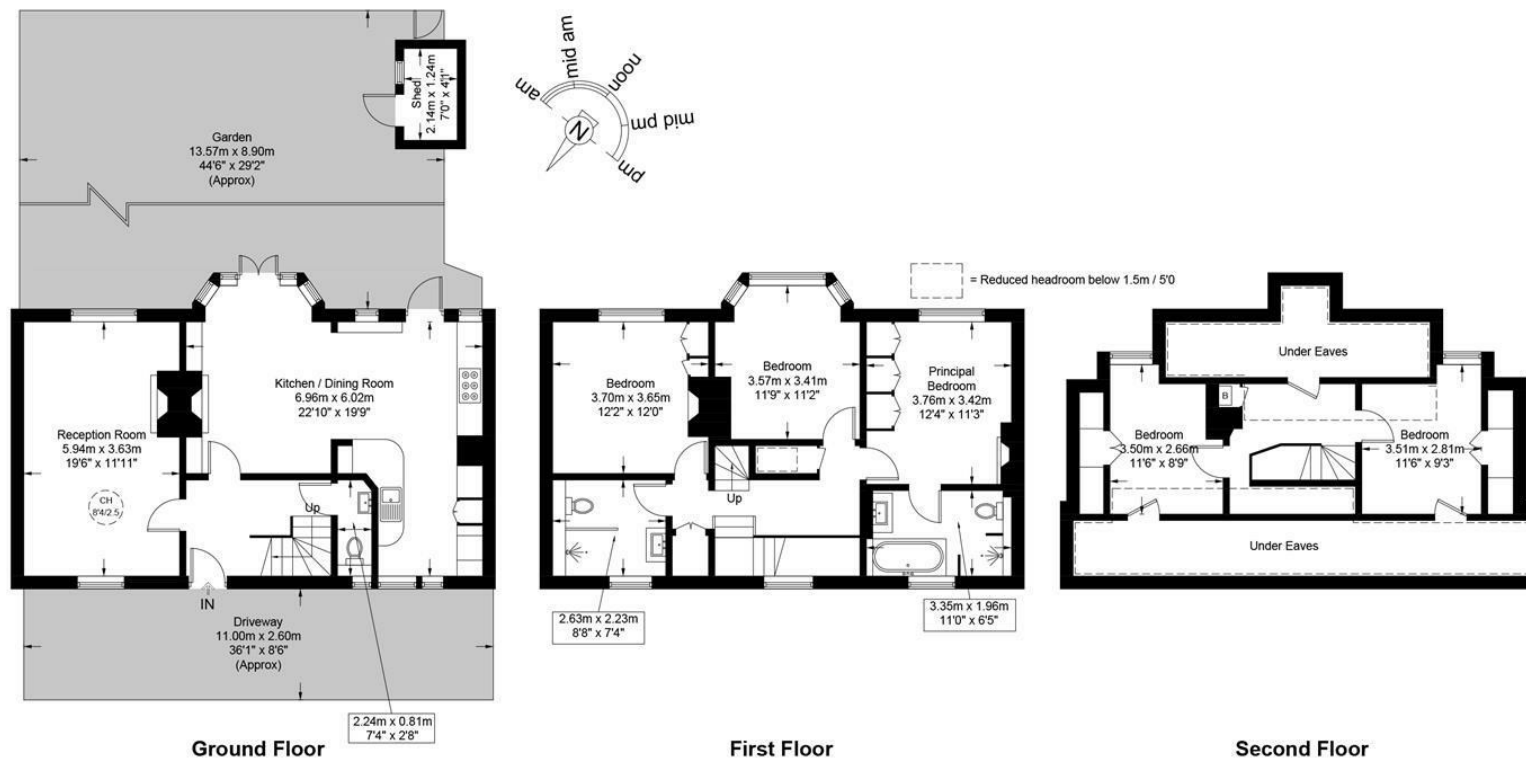 Shed
2.14m x 1.24m
7'0" x 4'1"
Garden
13.57m x 8.90m
44'6" x 29'2"
(Approx)
am
mid am
noon
mid pm
pm
N
= Reduced headroom below 1.5m / 5'0
Kitchen / Dining Room
6.96m x 6.02m
22'10" x 19'9"
Reception Room
5.94m x 3.63m
19'6" x 11'11"
CH
8'4/2.5
Up
IN
Driveway
11.00m x 2.60m
36'1" x 8'6"
(Approx)
2.24m x 0.81m
7'4" x 2'8"
Ground Floor
Bedroom
3.70m x 3.65m
12'2" x 12'0"
Bedroom
3.57m x 3.41m
11'9" x 11'2"
Principal
Bedroom
3.76m x 3.42m
12'4" x 11'3"
Up
2.63m x 2.23m
8'8" x 7'4"
3.35m x 1.96m
11'0" x 6'5"
First Floor
Under Eaves
B
Bedroom
3.50m x 2.66m
11'6" x 8'9"
Bedroom
3.51m x 2.81m
11'6" x 9'3"
Under Eaves
Second Floor